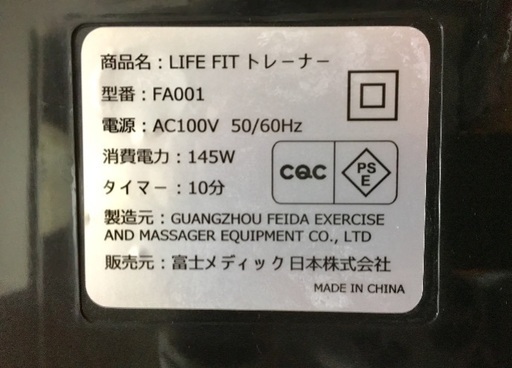 商品名：LIFE FIT トレーナー
型番：FA001
電源：AC100V 50/60Hz
消費電力：145W
CQC
PS
E
タイマー：10分
製造元：GUANGZHOU FEIDA EXERCISE
AND MASSAGER EQUIPMENT CO., LTD
販売元：富士メディック日本株式会社
MADE IN CHINA